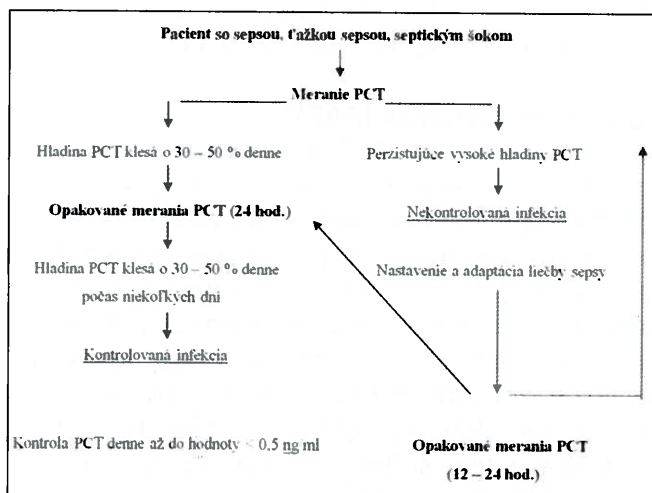 Pacient so sepsou, ťažkou sepsou, septickým šokom
Meranie PCT
Hladina PCT klesá o 30 – 50 % denne
Opakované merania PCT (24 hod.)
Hladina PCT klesá o 30 – 50 % denne
počas niekoľkých dní
Kontrolovaná infekcia
Kontrola PCT denne až do hodnoty < 0,5 ng ml
Perzistujúce vysoké hladiny PCT
Nekontrolovaná infekcia
Nastavenie a adaptácia liečby sepsy
Opakované merania PCT
(12 – 24 hod.)